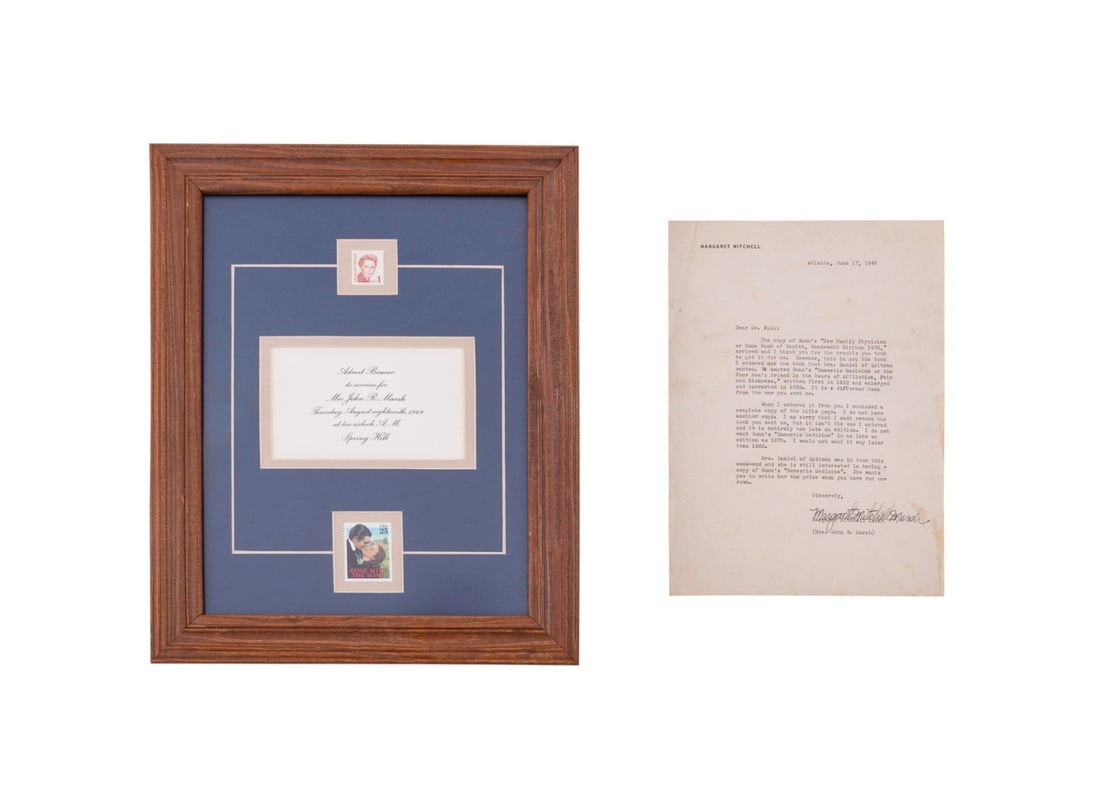 1
Admit Bearer
to services for
Mrs. John R. Marsh
Thursday, August eighteenth, 1949
at ten o'clock, A.M.
Spring Hill
USA
25
GONE WITH
THE WIND
MARGARET MITCHELL
Atlanta, June 17, 1940
Dear Mr. Folk:
The copy of Gunn's "New Family Physician
or Home Book of Health, Hundredth Edition 1870,"
arrived and I thank you for the trouble you took
to get it for me. However, this is not the book
I ordered nor the book that Mrs. Daniel of Quitman
wanted. wanted Gunn's "Domestic Medicine or the
Poor Man's Friend in the Hours of Affliction, Pain
and Sickness," written first in and enlarged
and corrected in It is a different book
from the one you sent me.
When I ordered it from you I enclosed a
complete copy of the title page. I do not have
another copy. I am sorry that I must return the
book you sent me, but it isn't the one I ordered
and it is entirely too late an edition. I do not
want Gunn's "Domestic Medicine" in as late an
edition as 1870. I would not want it any later
than
Mrs. Daniel of Quitman was in town this
week-end and she is still interested in having a
copy of Gunn's "Domestic Medicine". She wants
you to write her the price when you have run one
down.
Sincerely,
Margaret Mitchell Marsh
(Mrs. John R. Marsh)